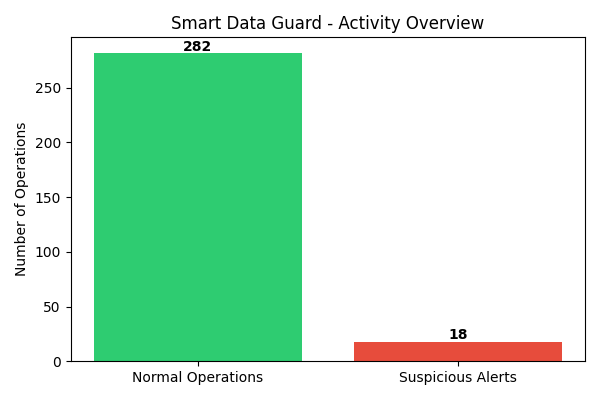 Smart Data Guard - Activity Overview
282
250
200
150
100
50
0
18
Number of Operations
Normal Operations
Suspicious Alerts